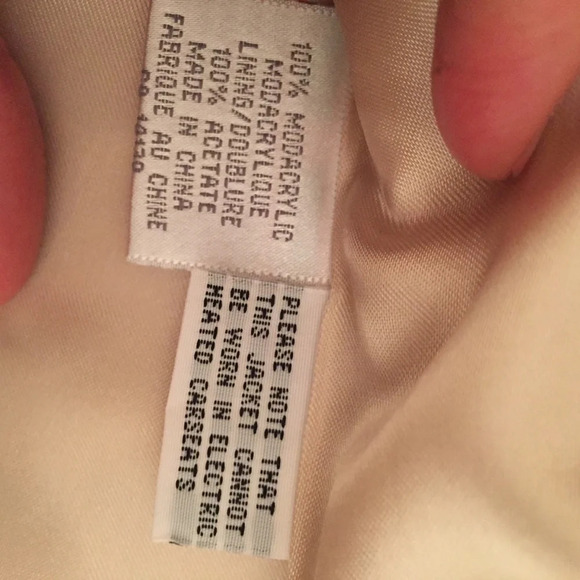 100% MODACRYLIC
MODACRYLIQUE
LINING/DOUBLURE
100% ACETATE
MADE IN CHINA
FABRIQUE AU CHINE
PLEASE NOTE THAT
THIS JACKET CANNOT
BE WORN IN ELECTRIC
HEATED CARSEATS